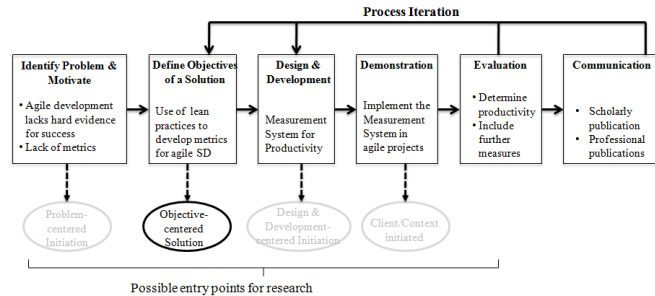 Process Iteration
Identify Problem &
Motivate
• Agile development
lacks hard evidence
for success
• Lack of metrics
Define Objectives
of a Solution
Use of lean
practices to
develop metrics
for agile SD
Design &
Development
Measurement
System for
Productivity
Demonstration
Implement the
Measurement
System in
agile projects
Evaluation
• Determine
productivity
• Include
further
measures
Communication
• Scholarly
publication
• Professional
publications
Problem-
centered
Initiation
Objective-
centered
Solution
Design &
Development-
centered Initiation
Client/Context
initiated
Possible entry points for research